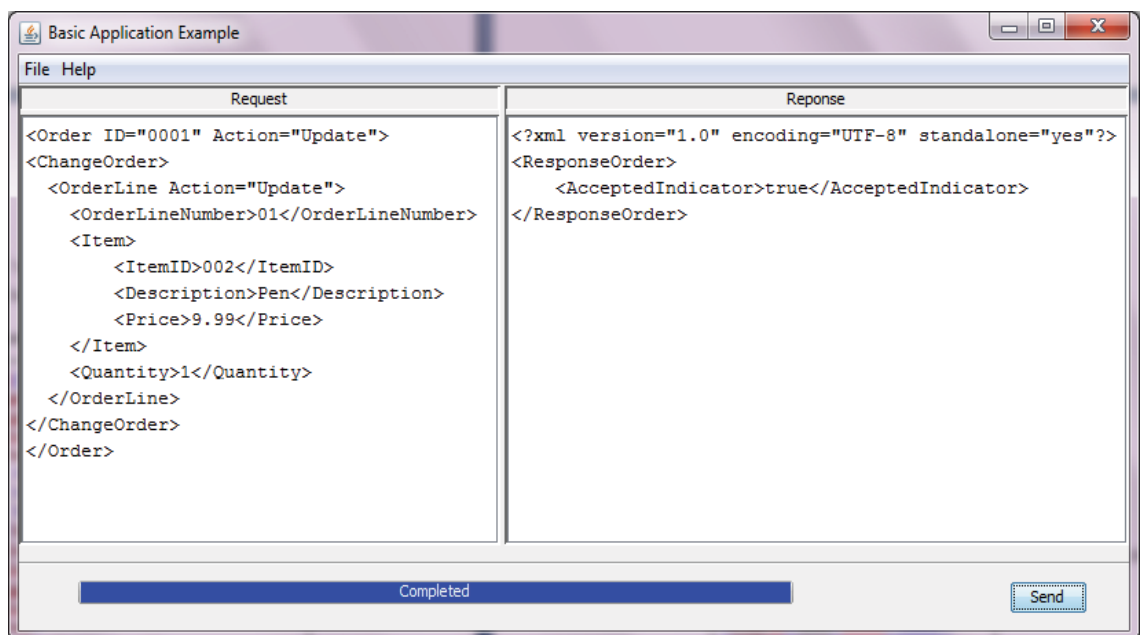 Basic Application Example
File Help
Request
<Order ID="0001" Action="Update">
<ChangeOrder>
  <OrderLine Action="Update">
    <OrderLineNumber>01</OrderLineNumber>
    <Item>
        <ItemID>002</ItemID>
        <Description>Pen</Description>
        <Price>9.99</Price>
    </Item>
    <Quantity>1</Quantity>
  </OrderLine>
</ChangeOrder>
</Order>
Reponse
<?xml version="1.0" encoding="UTF-8" standalone="yes"?>
<ResponseOrder>
    <AcceptedIndicator>true</AcceptedIndicator>
</ResponseOrder>
Completed
Send